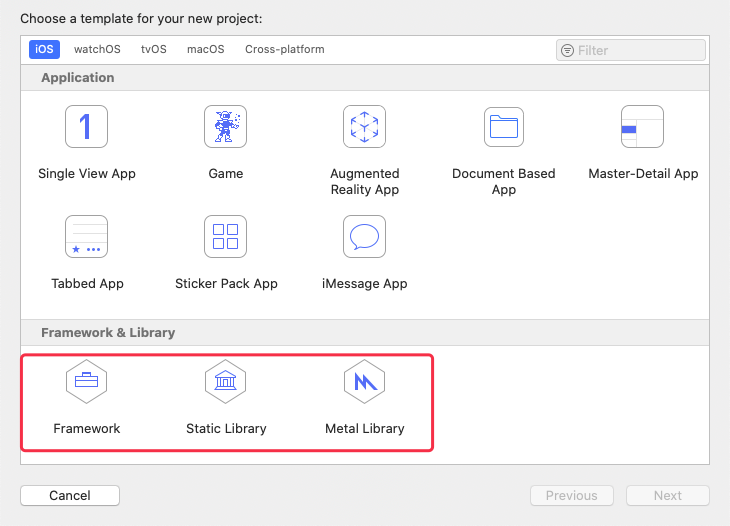 Choose a template for your new project:
iOS watchOS tvOS macOS Cross-platform Filter
Application
1
Single View App Game Augmented Reality App Document Based App Master-Detail App
Tabbed App Sticker Pack App iMessage App
Framework & Library
Framework Static Library Metal Library
Cancel Previous Next